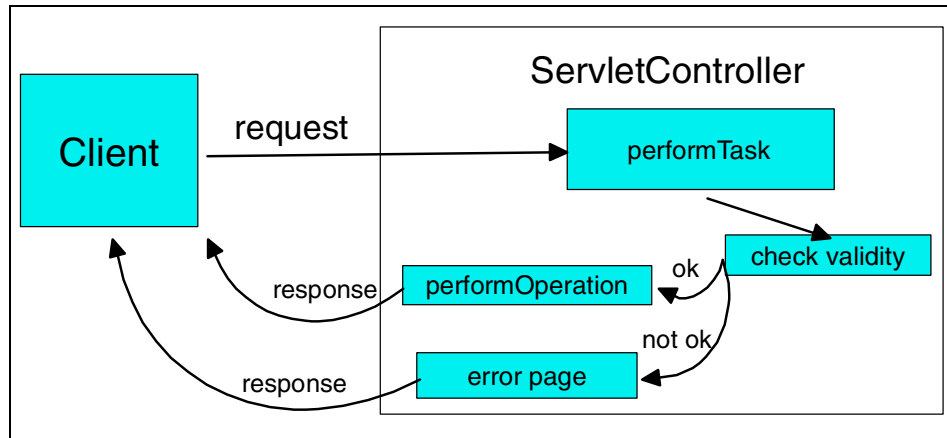 ServletController
Client
request
performTask
check validity
ok
performOperation
response
not ok
error page
response